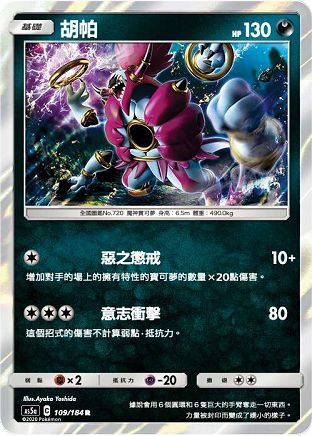 基礎 胡帕 HP 130
全國圖鑑No.720 魔神寶可夢 身高：6.5m 體重：490.0kg
惡之懲戒 10+
增加對手的場上的擁有特性的寶可夢的數量×20點傷害。
意志衝擊 80
這個招式的傷害不計算弱點、抵抗力。
弱點 ×2 抵抗力 -20 撤退
Illus.Ayaka Yoshida
AS5a C 109/184 R
©2020 Pokémon
據說會用６個圓環和６隻巨大的手臂奪走一切東西。
力量被封印而變成了矮小的樣子。